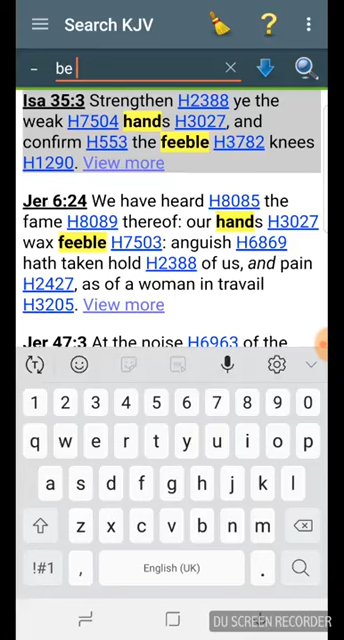 Search KJV
be
Isa 35:3 Strengthen H2388 ye the
weak H7504 hands H3027, and
confirm H553 the feeble H3782 knees
H1290. View more
Jer 6:24 We have heard H8085 the
fame H8089 thereof: our hands H3027
wax feeble H7503: anguish H6869
hath taken hold H2388 of us, and pain
H2427, as of a woman in travail
H3205. View more
Jer 47:3 At the noise H6963 of the
1 2 3 4 5 6 7 8 9 0
q w e r t y u i o p
a s d f g h j k l
z x c v b n m
!#1 , English (UK) .
DU SCREEN RECORDER